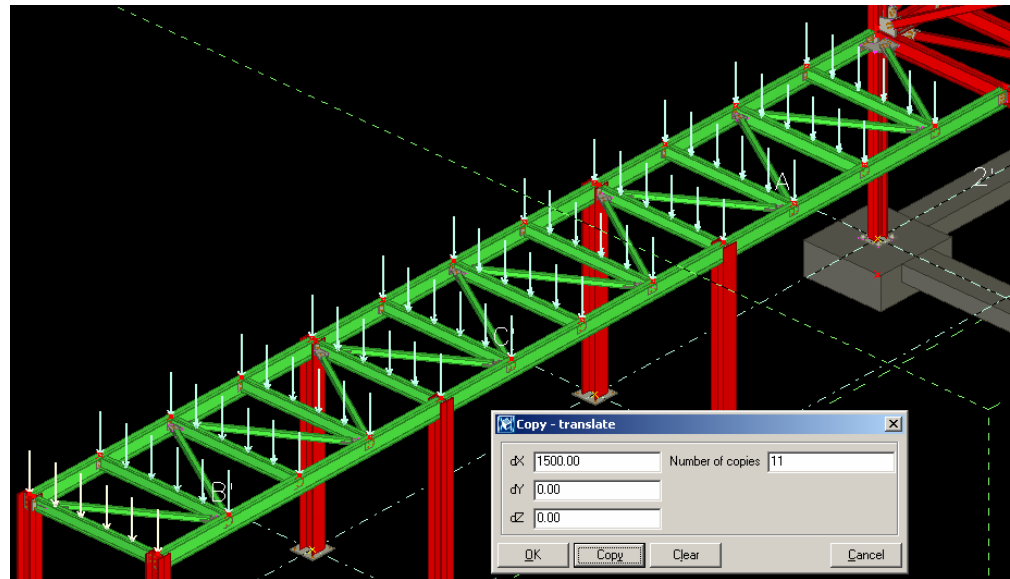 A
2'
C'
B'
Copy - translate
dX 1500.00 Number of copies 11
dY 0.00
dZ 0.00
OK Copy Clear Cancel